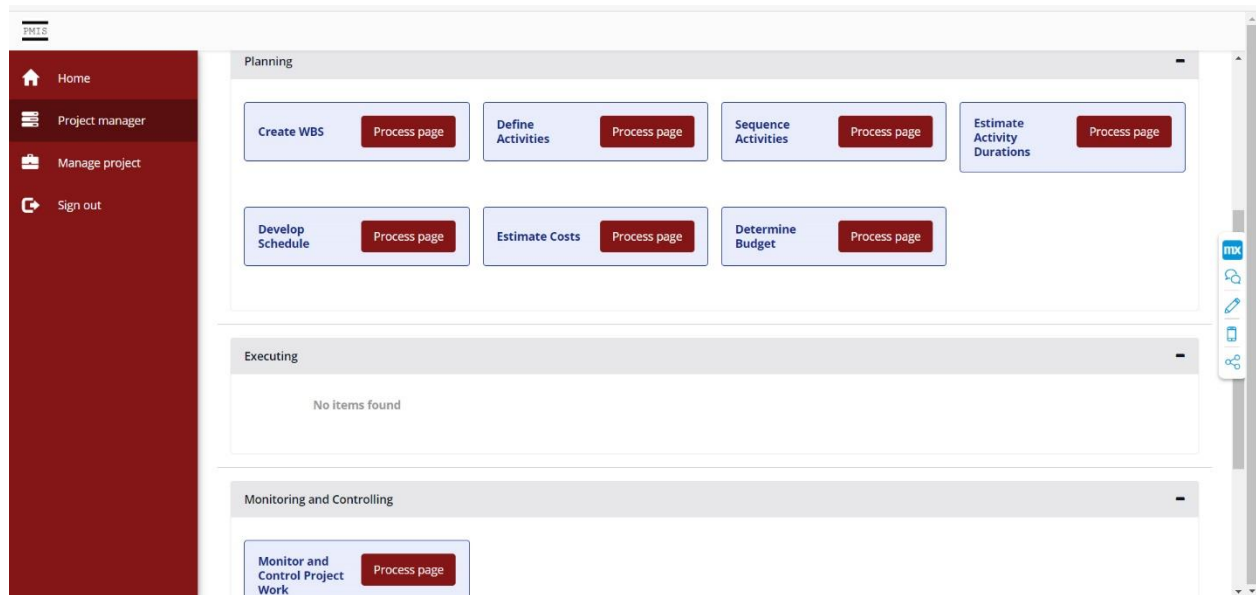 PMIS
Home
Project manager
Manage project
Sign out
Planning
Create WBS
Process page
Define
Activities
Process page
Sequence
Activities
Process page
Estimate
Activity
Durations
Process page
Develop
Schedule
Process page
Estimate Costs
Process page
Determine
Budget
Process page
Executing
No items found
Monitoring and Controlling
Monitor and
Control Project
Work
Process page
mx